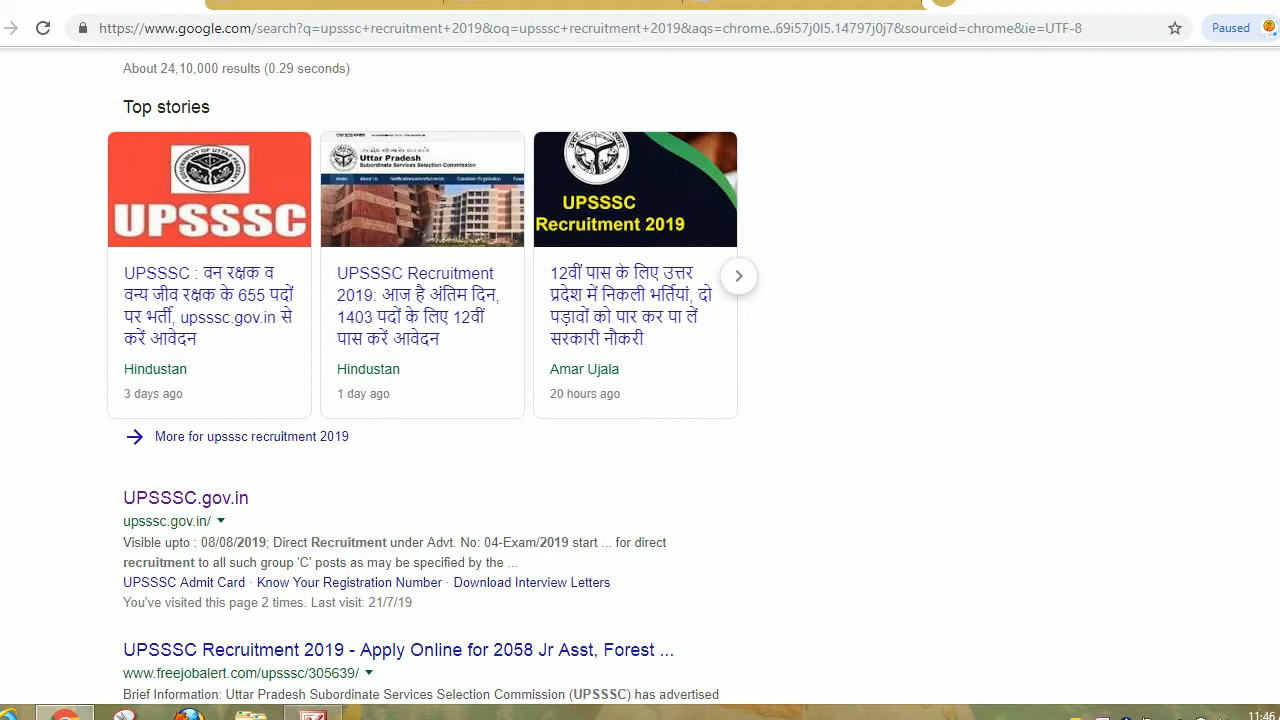 https://www.google.com/search?q=upsssc+recruitment+2019&oq=upsssc+recruitment+2019&aqs=chrome..69i57j0l5.14797j0j7&sourceid=chrome&ie=UTF-8
Paused
About 24,10,000 results (0.29 seconds)
Top stories
UPSSSC
Uttar Pradesh
Subordinate Services Selection Commission
UPSSSC
Recruitment 2019
UPSSSC : वन रक्षक व
वन्य जीव रक्षक के 655 पदों
पर भर्ती, upsssc.gov.in से
करें आवेदन
Hindustan
3 days ago
UPSSSC Recruitment
2019: आज है अंतिम दिन,
1403 पदों के लिए 12वीं
पास करें आवेदन
Hindustan
1 day ago
12वीं पास के लिए उत्तर
प्रदेश में निकली भर्तियां, दो
पड़ावों को पार कर पा लें
सरकारी नौकरी
Amar Ujala
20 hours ago
More for upsssc recruitment 2019
UPSSSC.gov.in
upsssc.gov.in/
Visible upto : 08/08/2019; Direct Recruitment under Advt. No: 04-Exam/2019 start ... for direct
recruitment to all such group 'C' posts as may be specified by the ...
UPSSSC Admit Card · Know Your Registration Number · Download Interview Letters
You've visited this page 2 times. Last visit: 21/7/19
UPSSSC Recruitment 2019 - Apply Online for 2058 Jr Asst, Forest ...
www.freejobalert.com/upsssc/305639/
Brief Information: Uttar Pradesh Subordinate Services Selection Commission (UPSSSC) has advertised
11:46